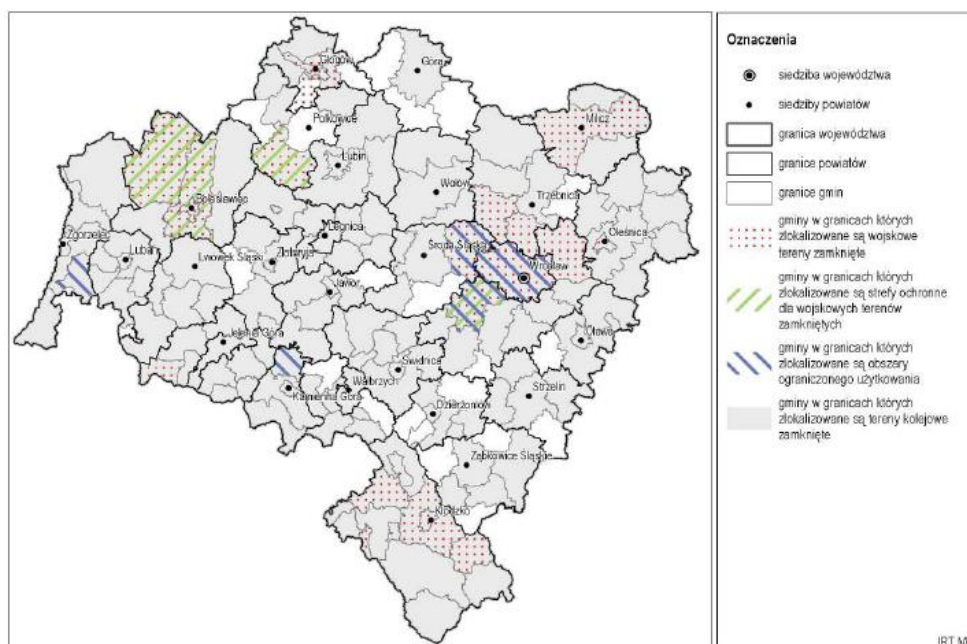 Głogów
Góra
Polkowice
Milicz
Lubin
Wołów
Trzebnica
Bolesławiec
Oleśnica
Legnica
Środa Śląska
Zgorzelec
Lubań
Lwówek Śląski
Złotoryja
Wrocław
Jawor
Oława
Jelenia Góra
Świdnica
Kamienna Góra
Wałbrzych
Strzelin
Dzierżoniów
Ząbkowice Śląskie
Kłodzko
Oznaczenia
siedziba województwa
siedziby powiatów
granica województwa
granice powiatów
granice gmin
gminy w granicach których
zlokalizowane są wojskowe
tereny zamknięte
gminy w granicach których
zlokalizowane są strefy ochronne
dla wojskowych terenów
zamkniętych
gminy w granicach których
zlokalizowane są obszary
ograniczonego użytkowania
gminy w granicach których
zlokalizowane są tereny kolejowe
zamknięte